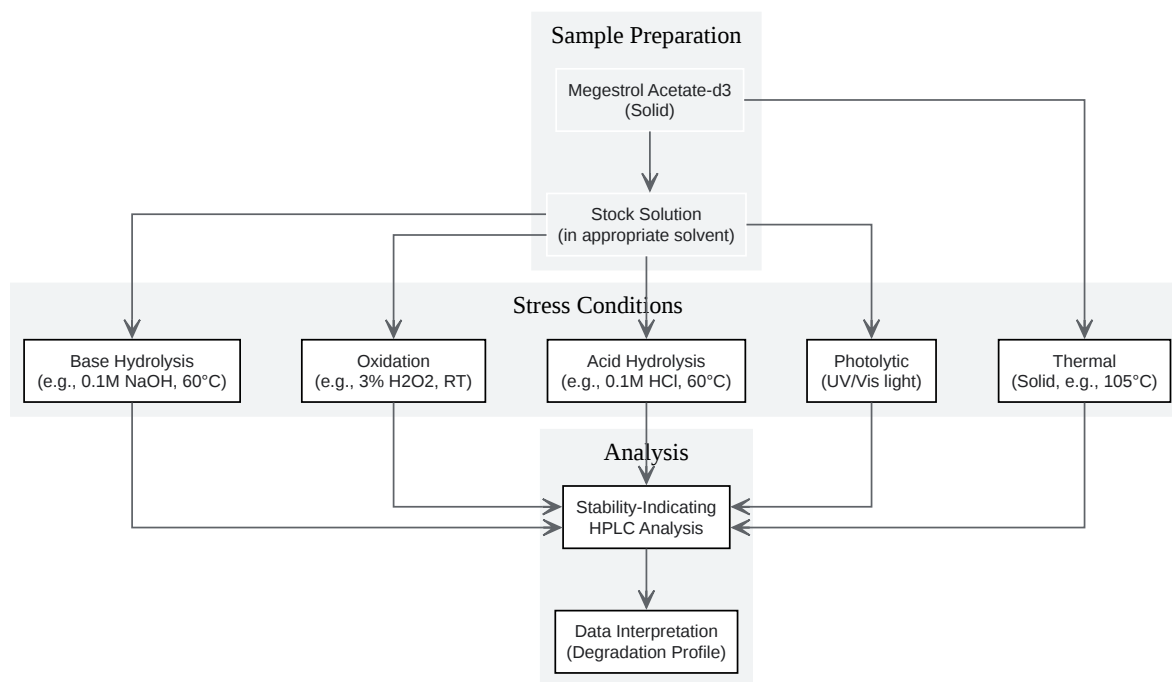 Sample Preparation
Megestrol Acetate-d3
(Solid)
Stock Solution
(in appropriate solvent)
Stress Conditions
Base Hydrolysis
(e.g., 0.1M NaOH, 60°C)
Oxidation
(e.g., 3% H2O2, RT)
Acid Hydrolysis
(e.g., 0.1M HCl, 60°C)
Photolytic
(UV/Vis light)
Thermal
(Solid, e.g., 105°C)
Analysis
Stability-Indicating
HPLC Analysis
Data Interpretation
(Degradation Profile)